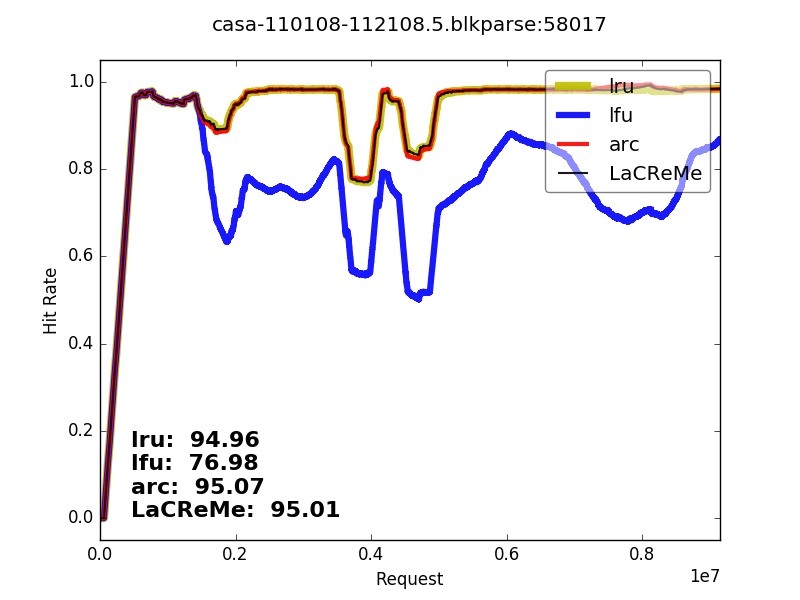 casa-110108-112108.5.blkparse:58017
1.0
0.8
0.6
0.4
0.2
0.0
Hit Rate
lru
lfu
arc
LaCReMe
lru: 94.96
lfu: 76.98
arc: 95.07
LaCReMe: 95.01
0.0 0.2 0.4 0.6 0.8
Request
1e7